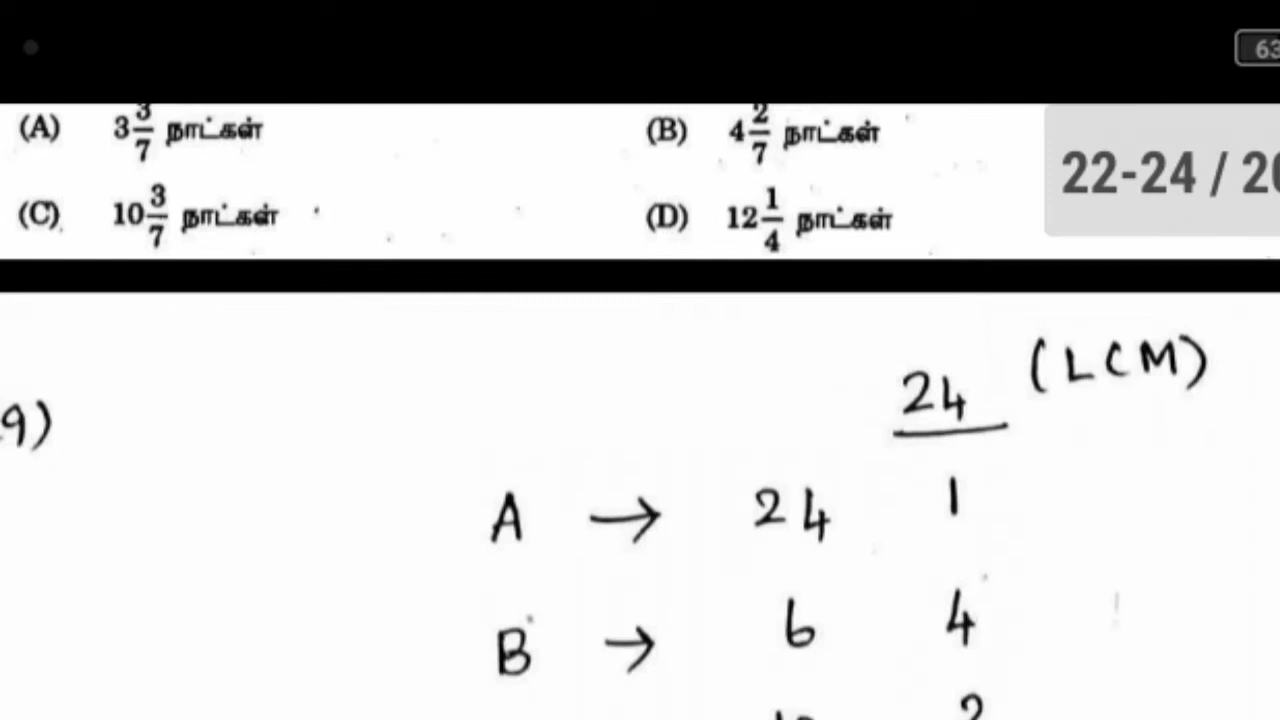 63
(A) 3 3/7 நாட்கள் (B) 4 2/7 நாட்கள்
22-24 / 20
(C) 10 3/7 நாட்கள் (D) 12 1/4 நாட்கள்
24 (LCM)
9)
A → 24 1
B → 6 4